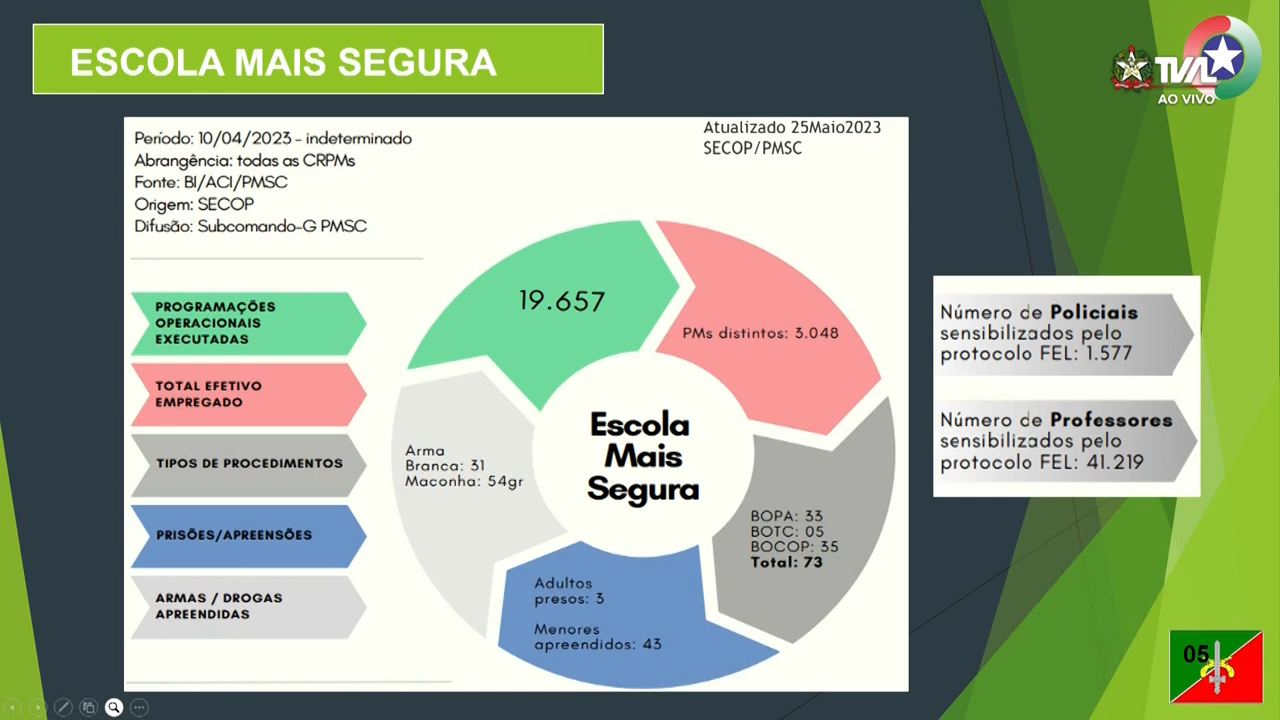 ESCOLA MAIS SEGURA
TVAL
AO VIVO
Período: 10/04/2023 - indeterminado
Abrangência: todas as CRPMs
Fonte: BI/ACI/PMSC
Origem: SECOP
Difusão: Subcomando-G PMSC
Atualizado 25Maio2023
SECOP/PMSC
PROGRAMAÇÕES
OPERACIONAIS
EXECUTADAS
TOTAL EFETIVO
EMPREGADO
TIPOS DE PROCEDIMENTOS
PRISÕES/APREENSÕES
ARMAS / DROGAS
APREENDIDAS
19.657
PMs distintos: 3.048
Arma
Branca: 31
Maconha: 54gr
Escola
Mais
Segura
BOPA: 33
BOTC: 05
BOCOP: 35
Total: 73
Adultos
presos: 3
Menores
apreendidos: 43
Número de Policiais
sensibilizados pelo
protocolo FEL: 1.577
Número de Professores
sensibilizados pelo
protocolo FEL: 41.219
05